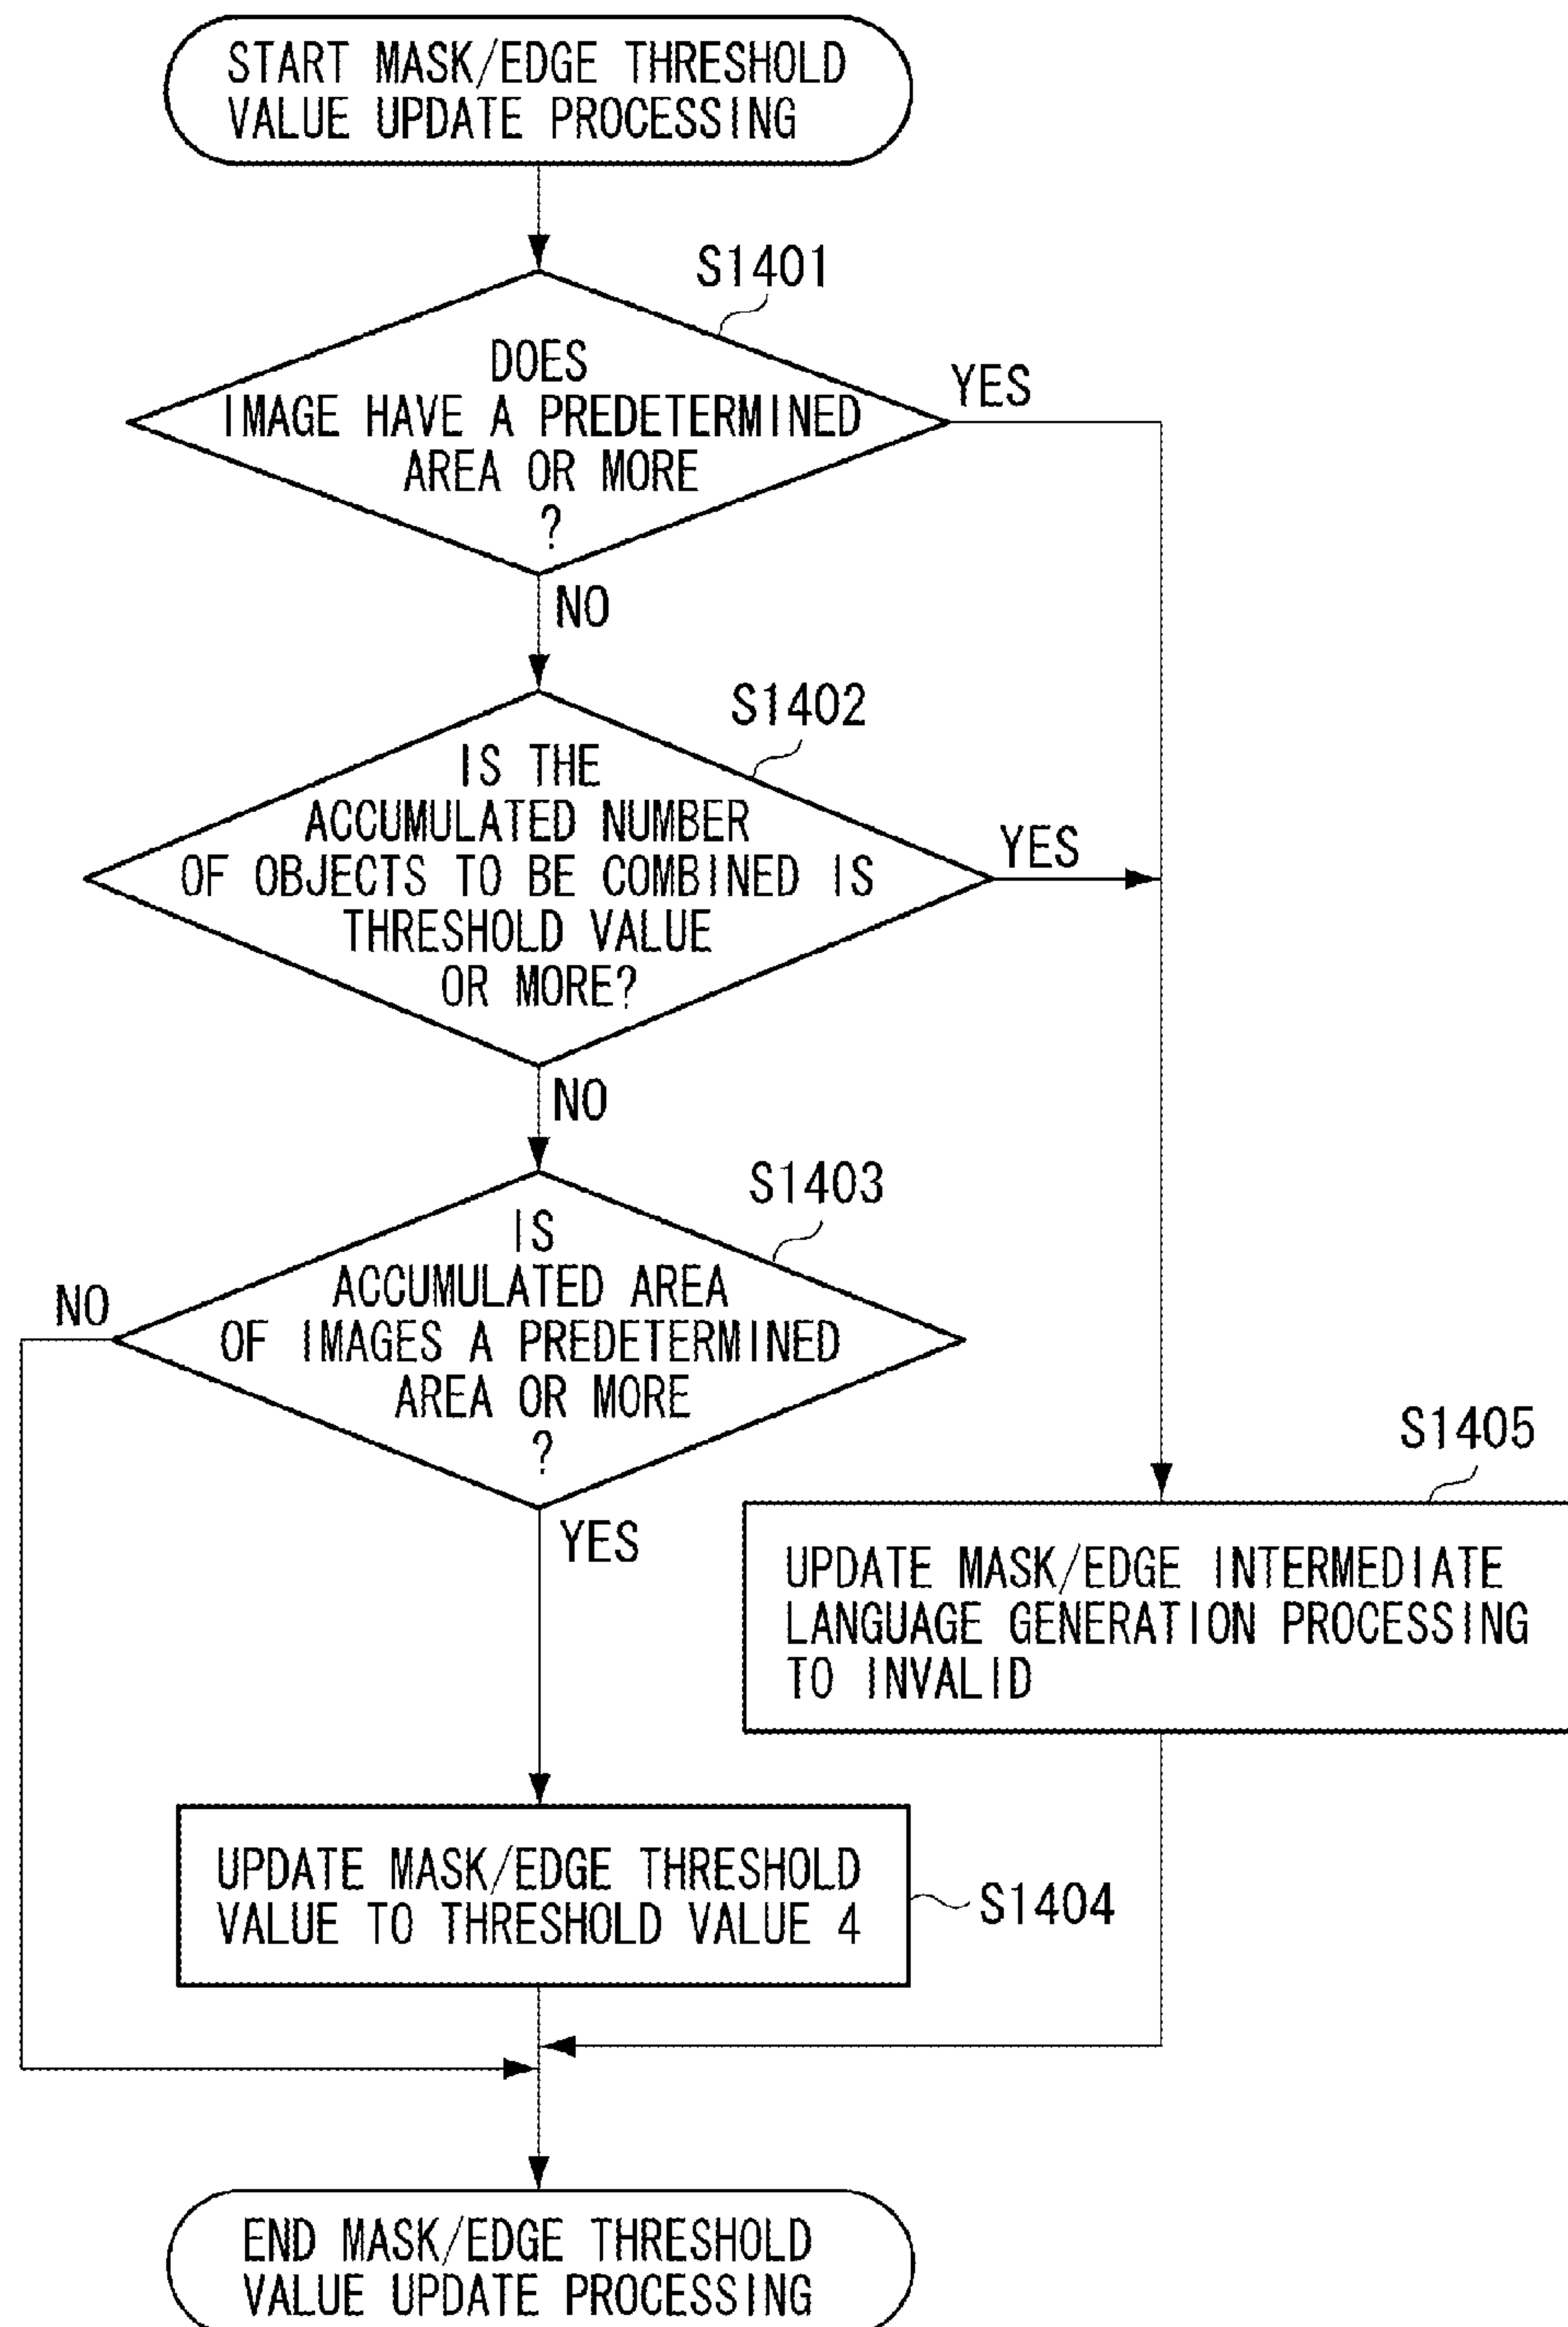 START MASK/EDGE THRESHOLD
VALUE UPDATE PROCESSING
S1401
DOES
IMAGE HAVE A PREDETERMINED
AREA OR MORE
?
YES
NO
S1402
IS THE
ACCUMULATED NUMBER
OF OBJECTS TO BE COMBINED IS
THRESHOLD VALUE
OR MORE?
YES
NO
S1403
IS
ACCUMULATED AREA
OF IMAGES A PREDETERMINED
AREA OR MORE
?
NO
YES
S1405
UPDATE MASK/EDGE INTERMEDIATE
LANGUAGE GENERATION PROCESSING
TO INVALID
UPDATE MASK/EDGE THRESHOLD
VALUE TO THRESHOLD VALUE 4
S1404
END MASK/EDGE THRESHOLD
VALUE UPDATE PROCESSING